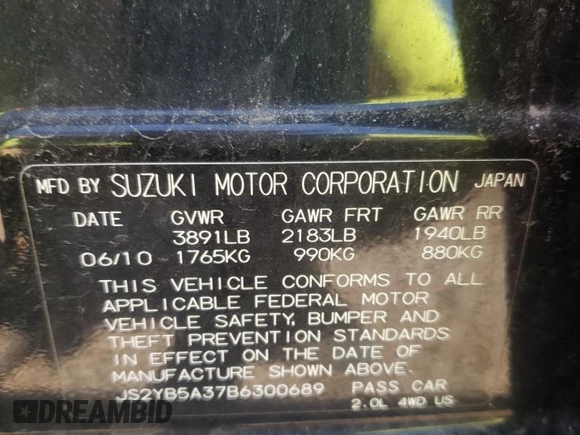 MFD BY SUZUKI MOTOR CORPORATION JAPAN
DATE GVWR GAWR FRT GAWR RR
3891LB 2183LB 1940LB
06/10 1765KG 990KG 880KG
THIS VEHICLE CONFORMS TO ALL
APPLICABLE FEDERAL MOTOR
VEHICLE SAFETY, BUMPER AND
THEFT PREVENTION STANDARDS
IN EFFECT ON THE DATE OF
MANUFACTURE SHOWN ABOVE.
JS2YB5A37B6300689 PASS CAR
2.0L 4WD US
DREAMBID